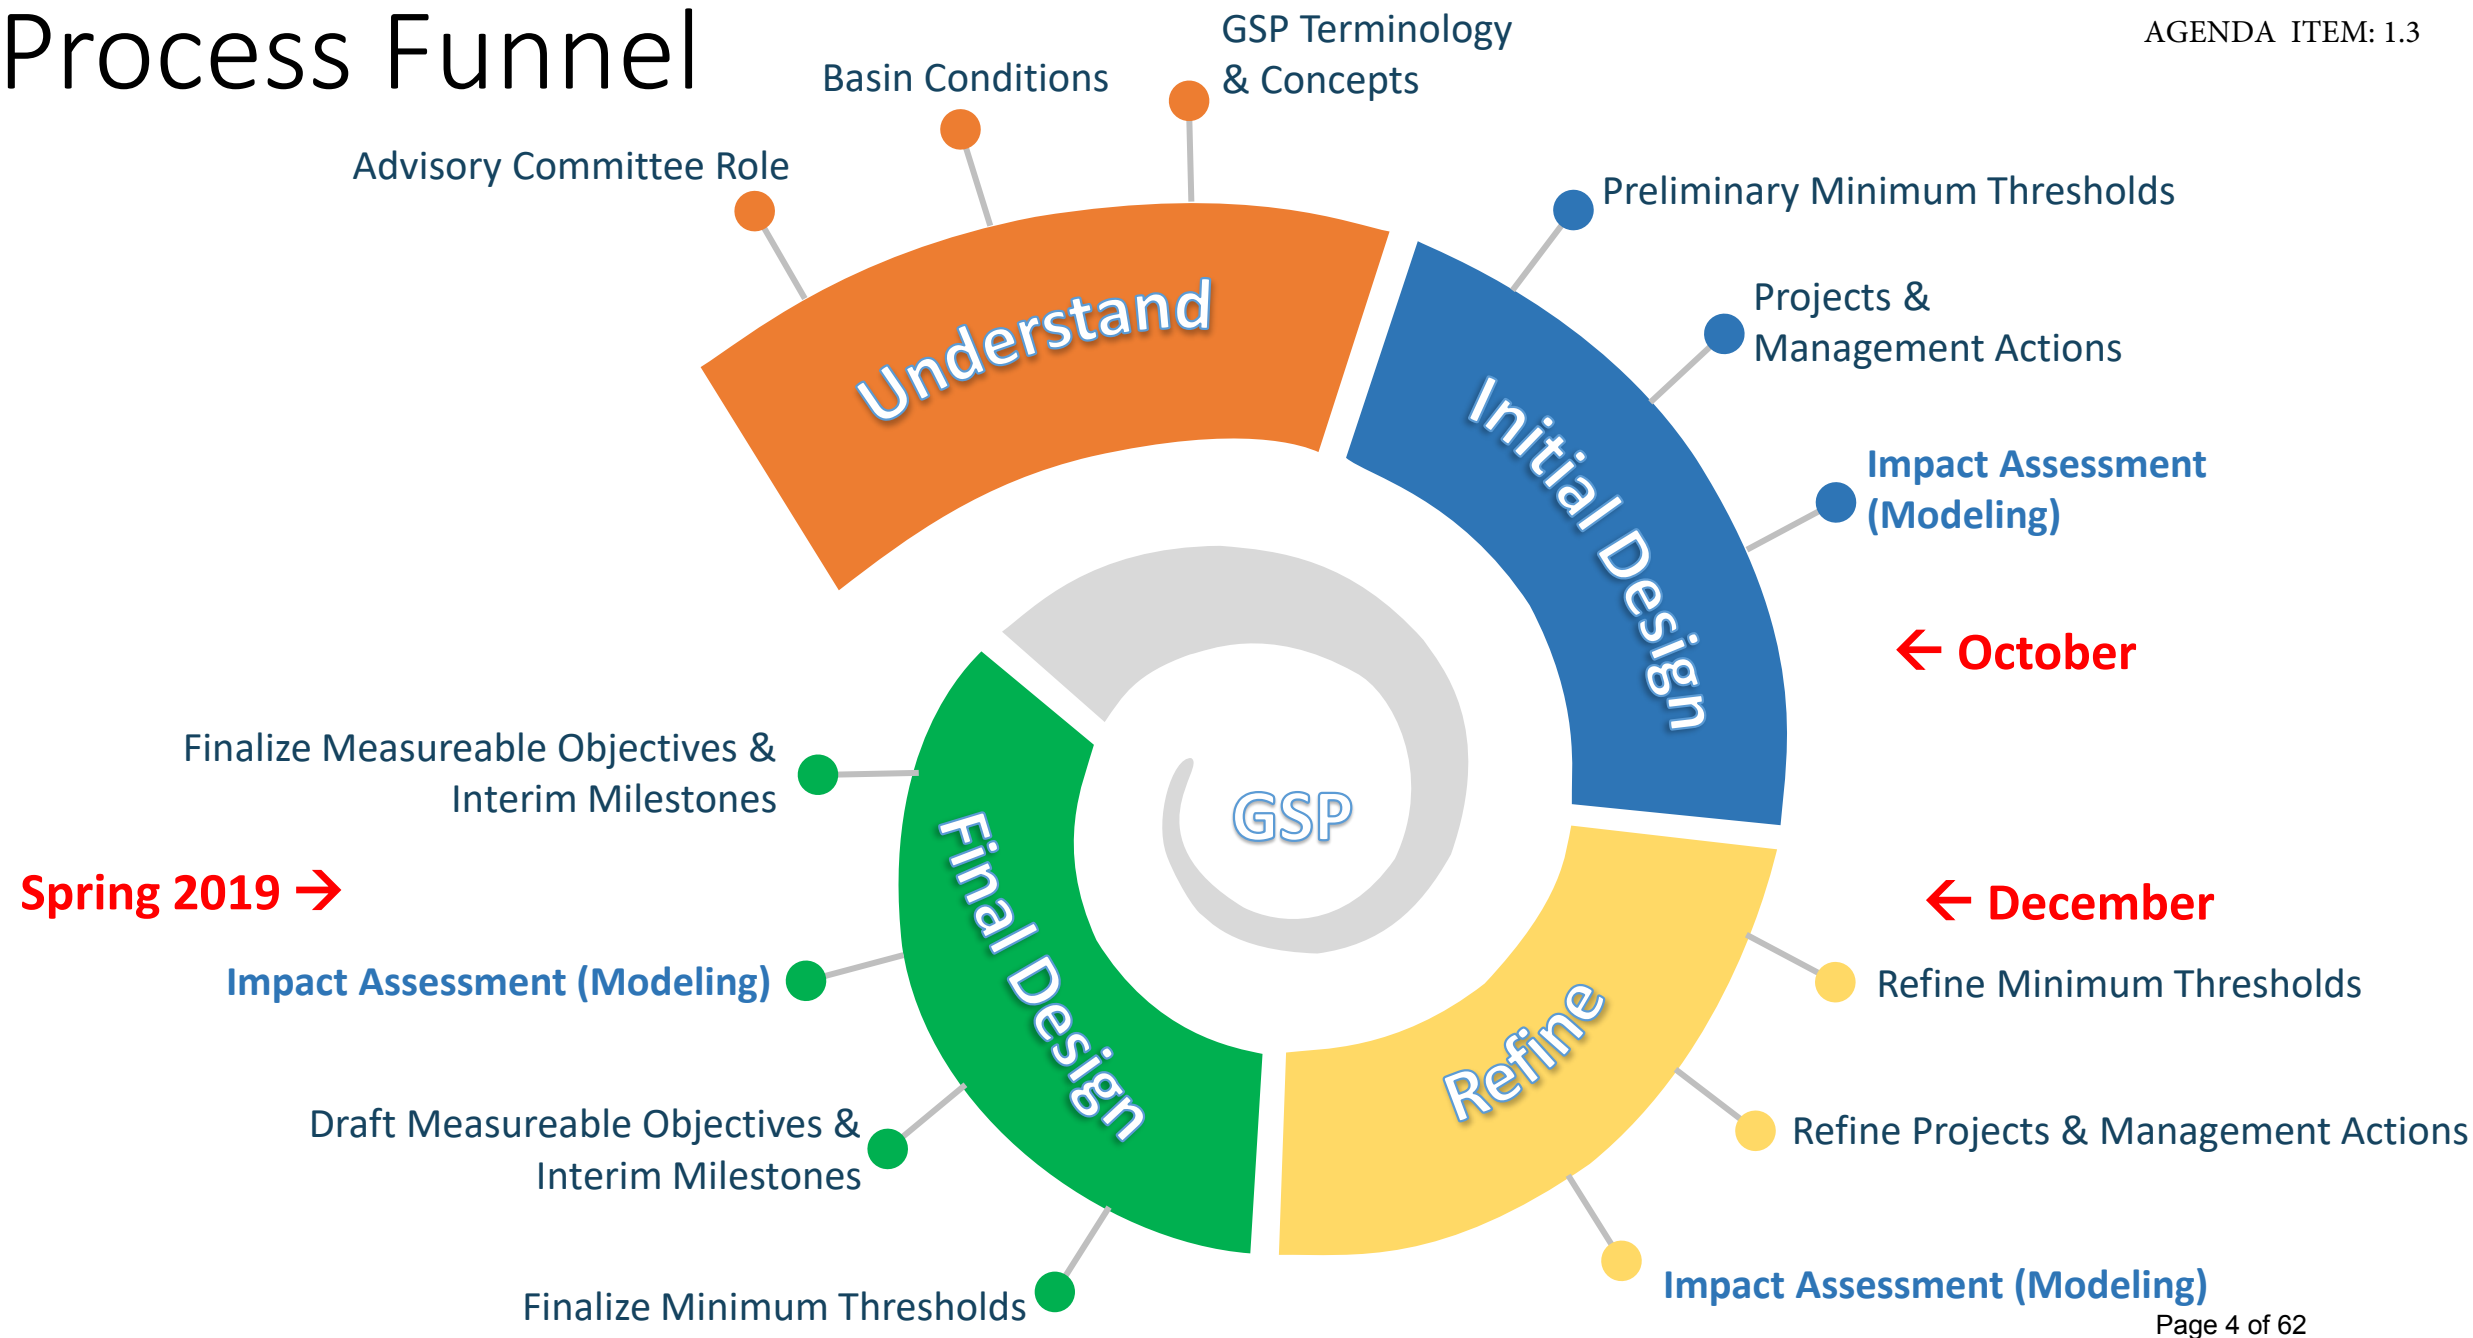 Process Funnel
AGENDA ITEM: 1.3
GSP Terminology
& Concepts
Basin Conditions
Advisory Committee Role
Understand
Preliminary Minimum Thresholds
Projects &
Management Actions
Impact Assessment
(Modeling)
Initial Design
← October
← December
Refine Minimum Thresholds
Refine Projects & Management Actions
Impact Assessment (Modeling)
Refine
GSP
Finalize Measureable Objectives &
Interim Milestones
Spring 2019 →
Impact Assessment (Modeling)
Draft Measureable Objectives &
Interim Milestones
Finalize Minimum Thresholds
Final Design
Page 4 of 62